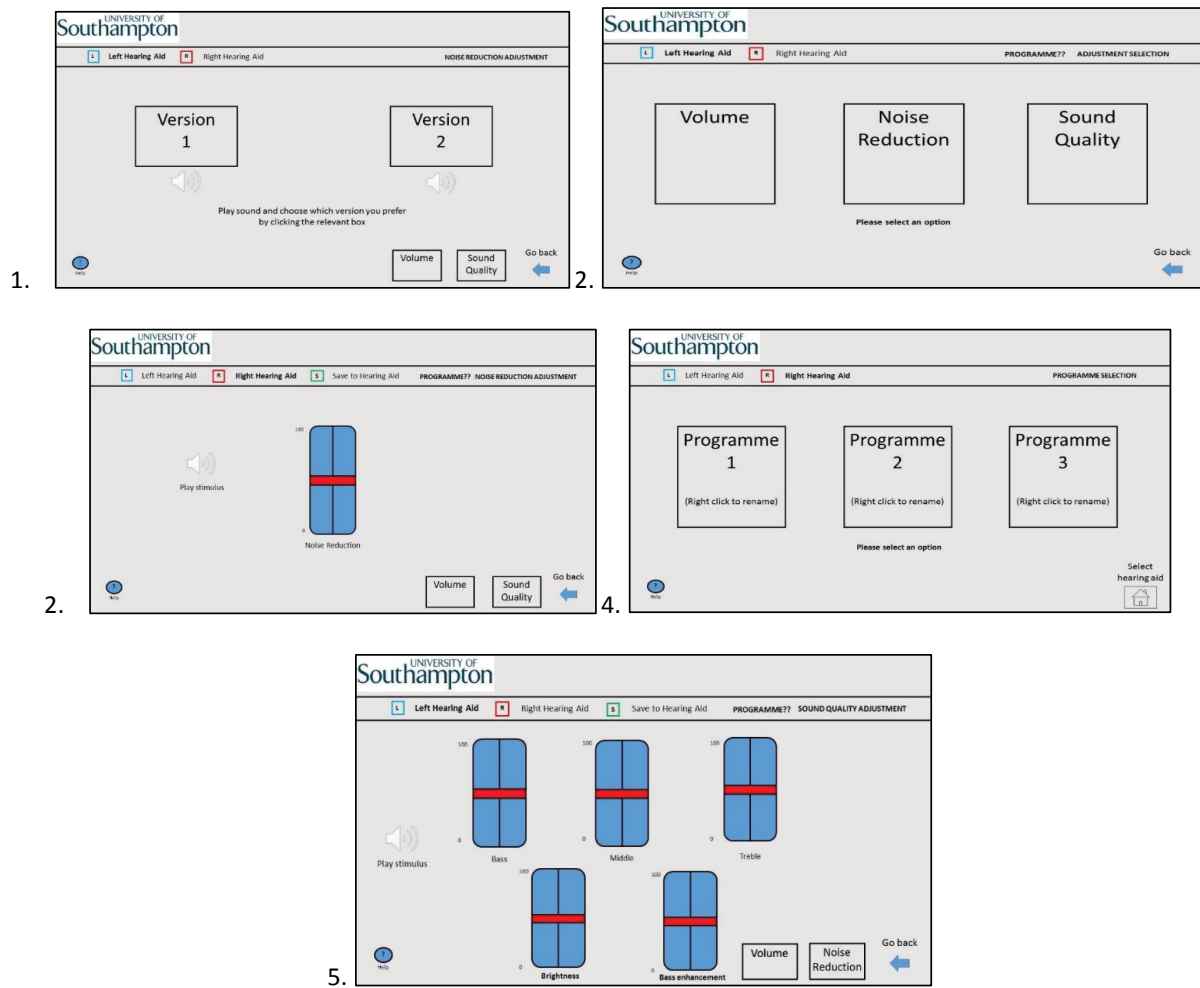 UNIVERSITY OF
Southampton
L Left Hearing Aid R Right Hearing Aid NOISE REDUCTION ADJUSTMENT
Version
1
Version
2
Play sound and choose which version you prefer
by clicking the relevant box
Volume
Sound
Quality
Go back
?
Help
1.
UNIVERSITY OF
Southampton
L Left Hearing Aid R Right Hearing Aid PROGRAMME?? ADJUSTMENT SELECTION
Volume
Noise
Reduction
Sound
Quality
Please select an option
Go back
?
Help
2.
UNIVERSITY OF
Southampton
L Left Hearing Aid R Right Hearing Aid S Save to Hearing Aid PROGRAMME?? NOISE REDUCTION ADJUSTMENT
100
Play stimulus
0
Noise Reduction
Volume
Sound
Quality
Go back
?
Help
2.
UNIVERSITY OF
Southampton
L Left Hearing Aid R Right Hearing Aid PROGRAMME SELECTION
Programme
1
(Right click to rename)
Programme
2
(Right click to rename)
Programme
3
(Right click to rename)
Please select an option
Select
hearing aid
?
Help
4.
UNIVERSITY OF
Southampton
L Left Hearing Aid R Right Hearing Aid S Save to Hearing Aid PROGRAMME?? SOUND QUALITY ADJUSTMENT
100 100 100
Play stimulus
0 0 0
Bass Middle Treble
100 100
0 0
Brightness Bass enhancement
Volume
Noise
Reduction
Go back
?
Help
5.